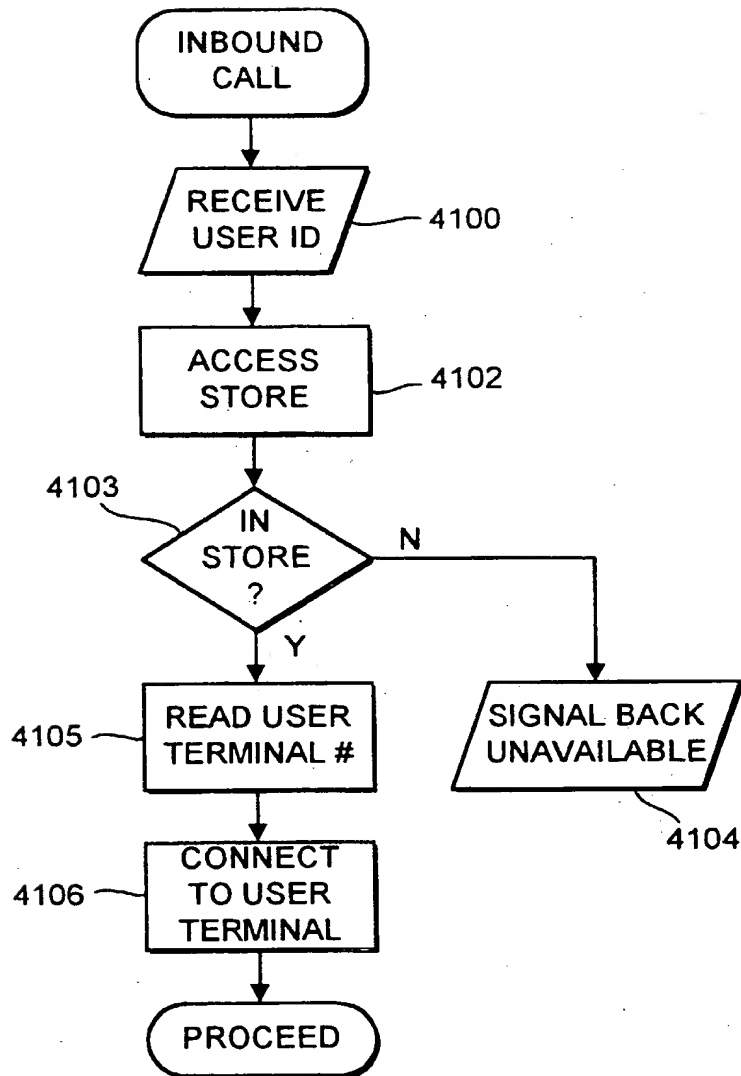 INBOUND
CALL
RECEIVE
USER ID
4100
ACCESS
STORE
4102
4103
IN
STORE
?
N
Y
READ USER
TERMINAL #
4105
SIGNAL BACK
UNAVAILABLE
4104
CONNECT
TO USER
TERMINAL
4106
PROCEED